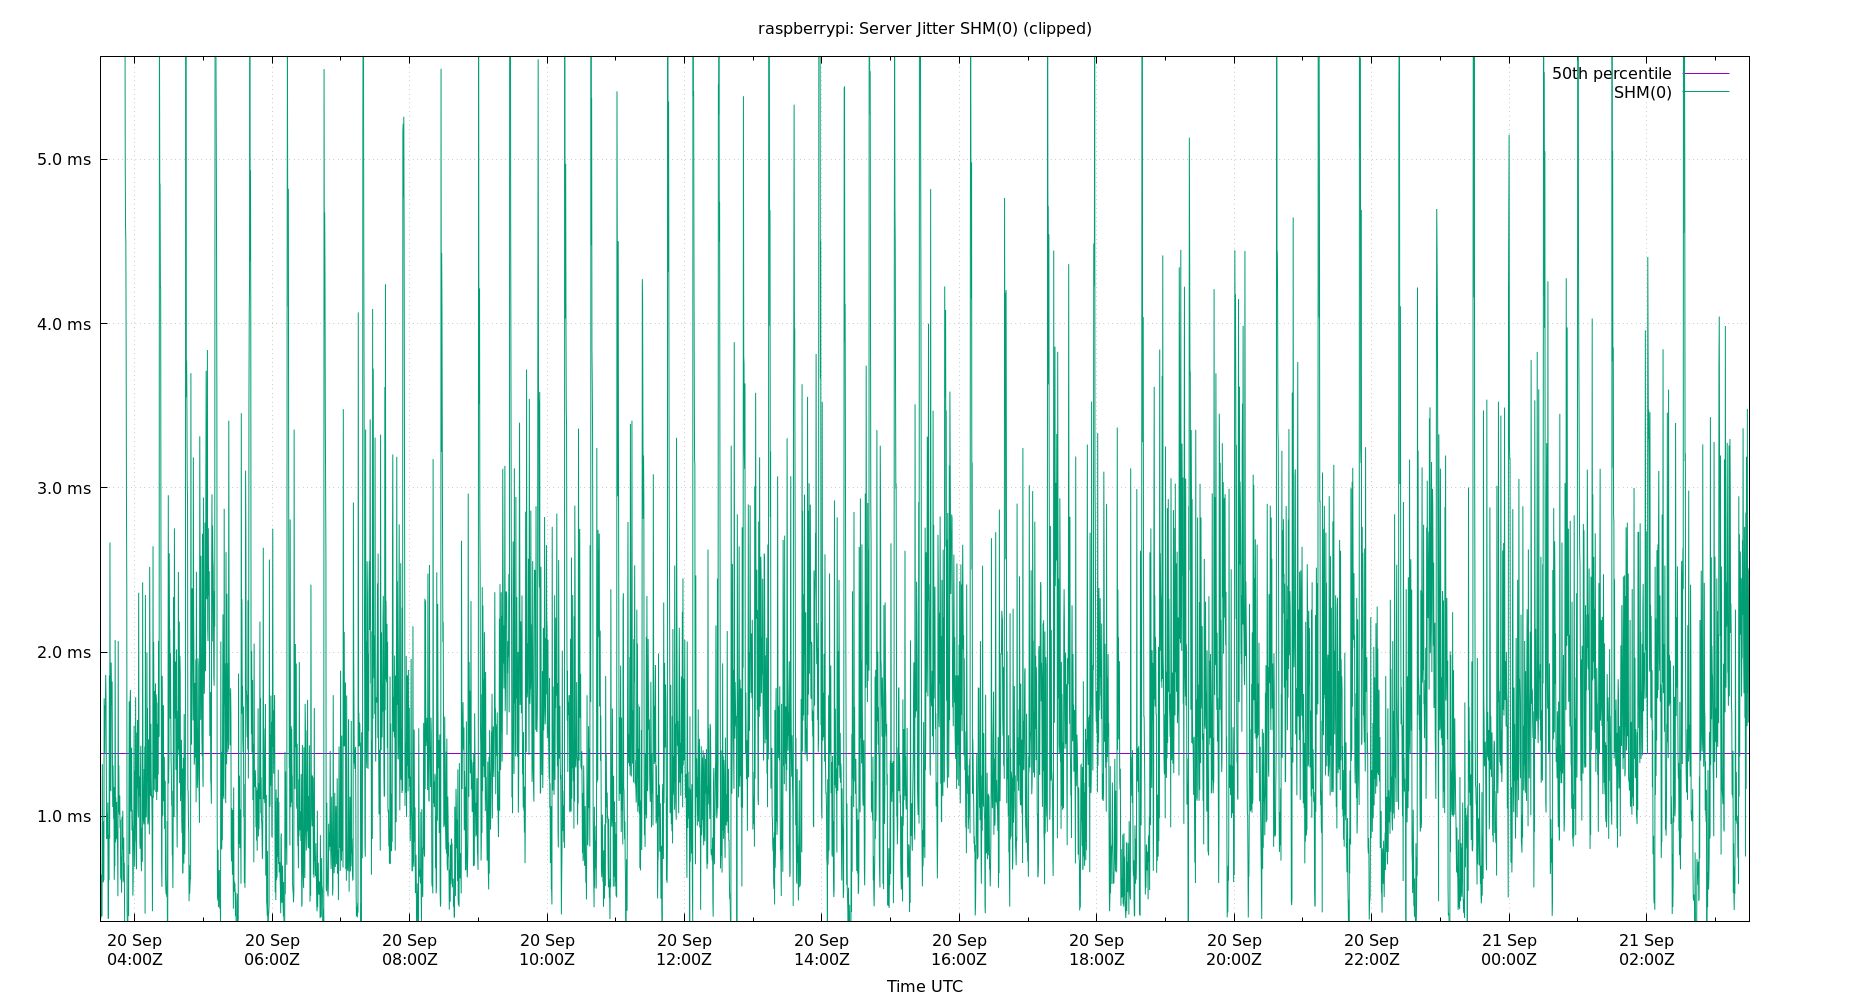 raspberrypi: Server Jitter SHM(0) (clipped)
50th percentile
SHM(0)
5.0 ms
4.0 ms
3.0 ms
2.0 ms
1.0 ms
20 Sep 20 Sep 20 Sep 20 Sep 20 Sep 20 Sep 20 Sep 20 Sep 20 Sep 20 Sep 21 Sep 21 Sep
04:00Z 06:00Z 08:00Z 10:00Z 12:00Z 14:00Z 16:00Z 18:00Z 20:00Z 22:00Z 00:00Z 02:00Z
Time UTC